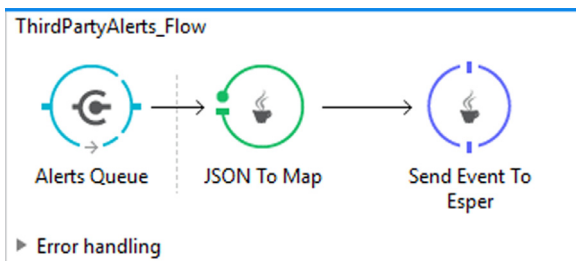 ThirdPartyAlerts_Flow
Alerts Queue
JSON To Map
Send Event To
Esper
Error handling